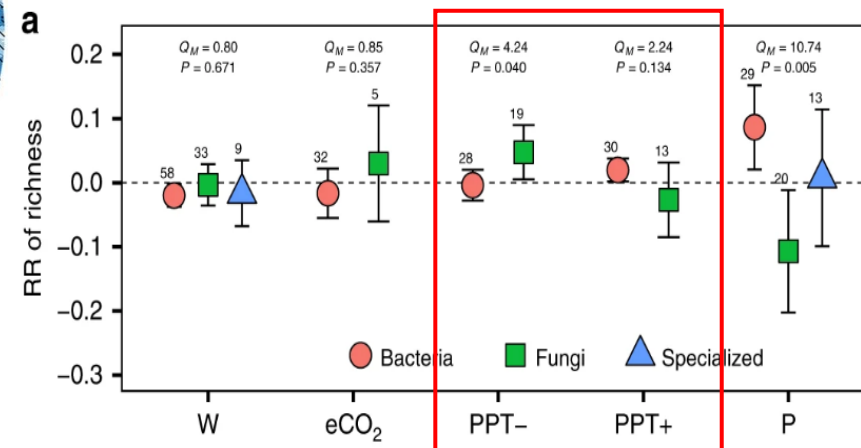 a
Q_M = 0.80
P = 0.671
Q_M = 0.85
P = 0.357
Q_M = 4.24
P = 0.040
Q_M = 2.24
P = 0.134
Q_M = 10.74
P = 0.005
RR of richness
0.2
0.1
0.0
−0.1
−0.2
−0.3
58
33
9
32
5
28
19
30
13
29
20
13
Bacteria
Fungi
Specialized
W
eCO₂
PPT−
PPT+
P